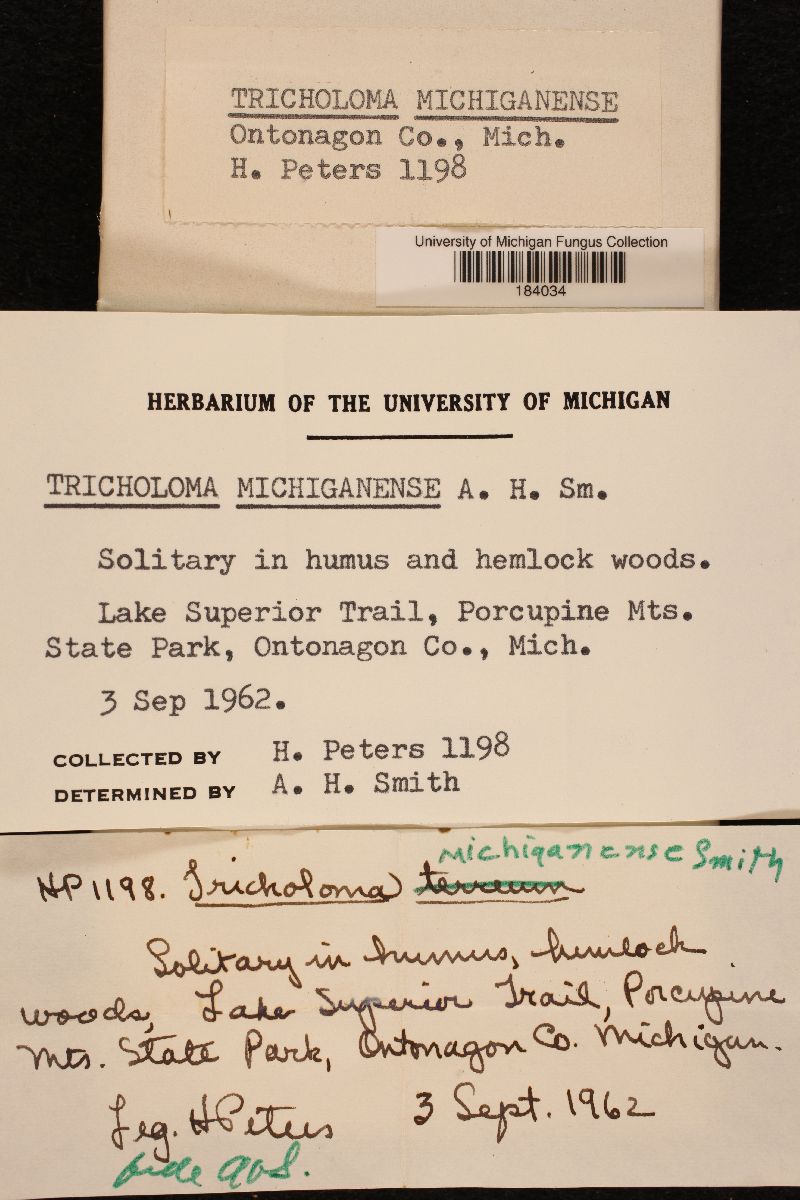 TRICHOLOMA MICHIGANENSE
Ontonagon Co., Mich.
H. Peters 1198
University of Michigan Fungus Collection
184034
HERBARIUM OF THE UNIVERSITY OF MICHIGAN
TRICHOLOMA MICHIGANENSE A. H. Sm.
Solitary in humus and hemlock woods.
Lake Superior Trail, Porcupine Mts.
State Park, Ontonagon Co., Mich.
3 Sep 1962.
COLLECTED BY H. Peters 1198
DETERMINED BY A. H. Smith
michiganense Smith
HP1198. Tricholoma terreum
Solitary in humus, hemlock
woods, Lake Superior Trail, Porcupine
Mts. State Park, Ontonagon Co. Michigan.
Leg. HPeters 3 Sept. 1962
fide AHS.